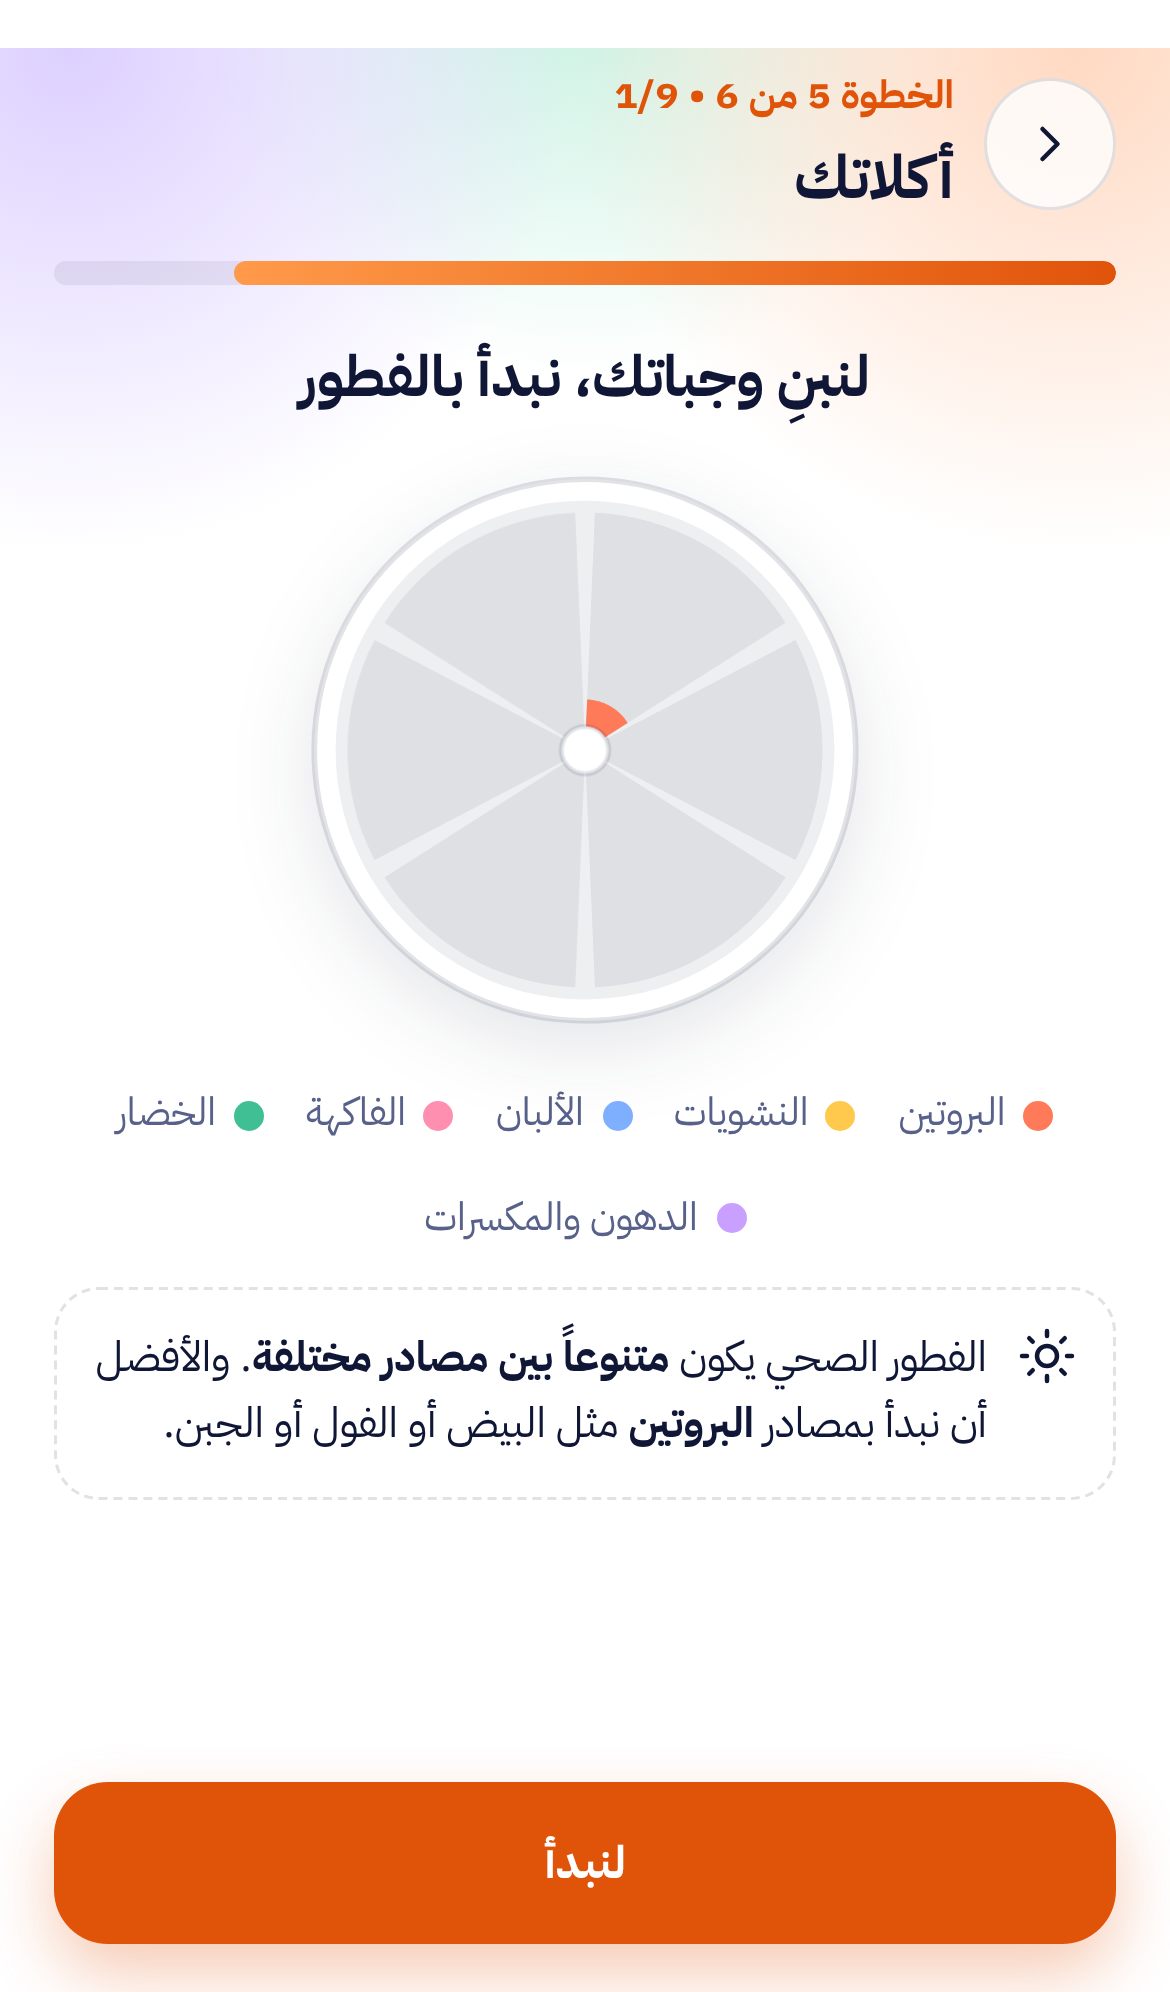 الخطوة 5 من 6 • 1/9
أكلاتك
لنبنِ وجباتك، نبدأ بالفطور
البروتين النشويات الألبان الفاكهة الخضار
الدهون والمكسرات
الفطور الصحي يكون متنوعاً بين مصادر مختلفة. والأفضل
أن نبدأ بمصادر البروتين مثل البيض أو الفول أو الجبن.
لنبدأ